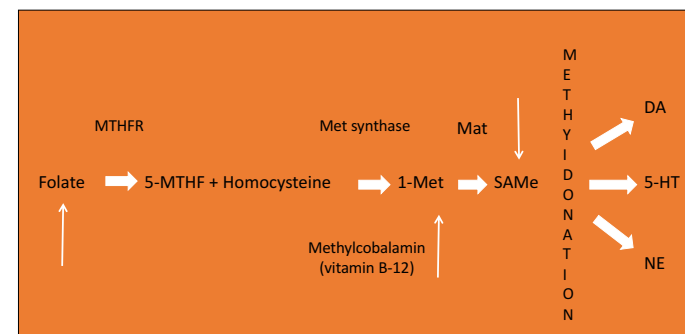 MTHFR
Met synthase
Mat
Folate
5-MTHF + Homocysteine
1-Met
SAMe
Methylcobalamin
(vitamin B-12)
METHYIDONATION
DA
5-HT
NE